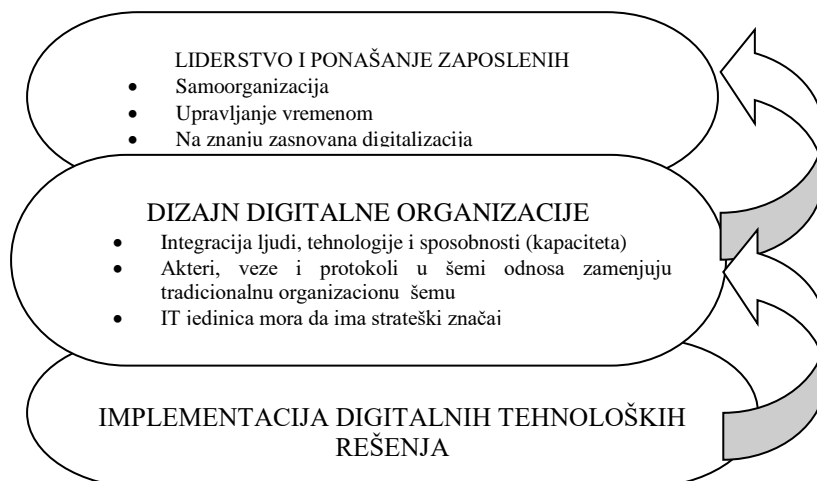 LIDERSTVO I PONAŠANJE ZAPOSLENIH
• Samoorganizacija
• Upravljanje vremenom
• Na znanju zasnovana digitalizacija
DIZAJN DIGITALNE ORGANIZACIJE
• Integracija ljudi, tehnologije i sposobnosti (kapaciteta)
• Akteri, veze i protokoli u šemi odnosa zamenjuju
tradicionalnu organizacionu šemu
• IT jedinica mora da ima strateški značaj
IMPLEMENTACIJA DIGITALNIH TEHNOLOŠKIH
REŠENJA